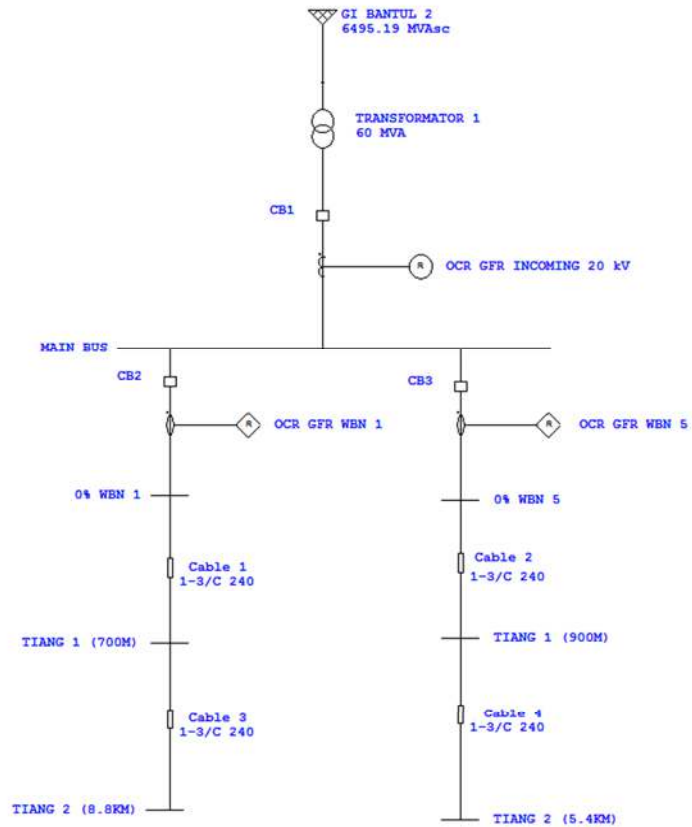 GI BANTUL 2
6495.19 MVAsc
TRANSFORMATOR 1
60 MVA
CB1
R
OCR GFR INCOMING 20 kV
MAIN BUS
CB2
CB3
R
OCR GFR WBN 1
R
OCR GFR WBN 5
0% WBN 1
0% WBN 5
Cable 1
1-3/C 240
Cable 2
1-3/C 240
TIANG 1 (700M)
TIANG 1 (900M)
Cable 3
1-3/C 240
Cable 4
1-3/C 240
TIANG 2 (8.8KM)
TIANG 2 (5.4KM)